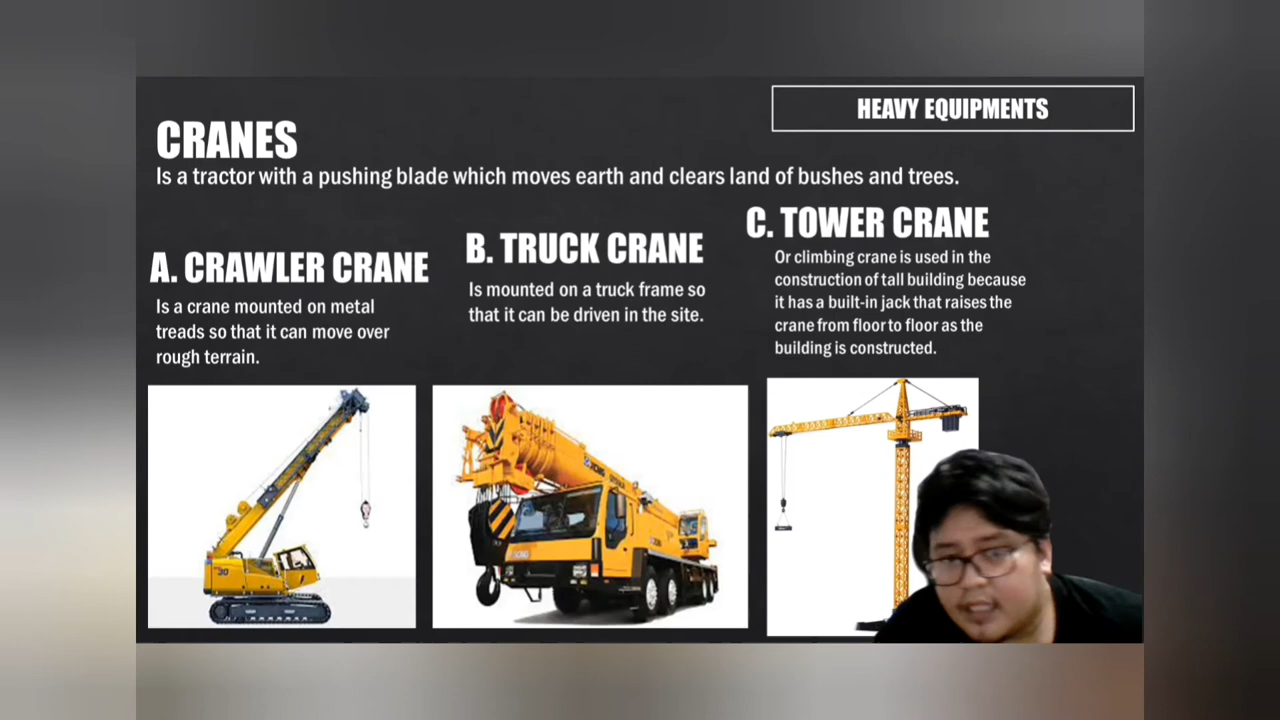 HEAVY EQUIPMENTS
CRANES
Is a tractor with a pushing blade which moves earth and clears land of bushes and trees.
A. CRAWLER CRANE
Is a crane mounted on metal
treads so that it can move over
rough terrain.
B. TRUCK CRANE
Is mounted on a truck frame so
that it can be driven in the site.
C. TOWER CRANE
Or climbing crane is used in the
construction of tall building because
it has a built-in jack that raises the
crane from floor to floor as the
building is constructed.
30
XCMG